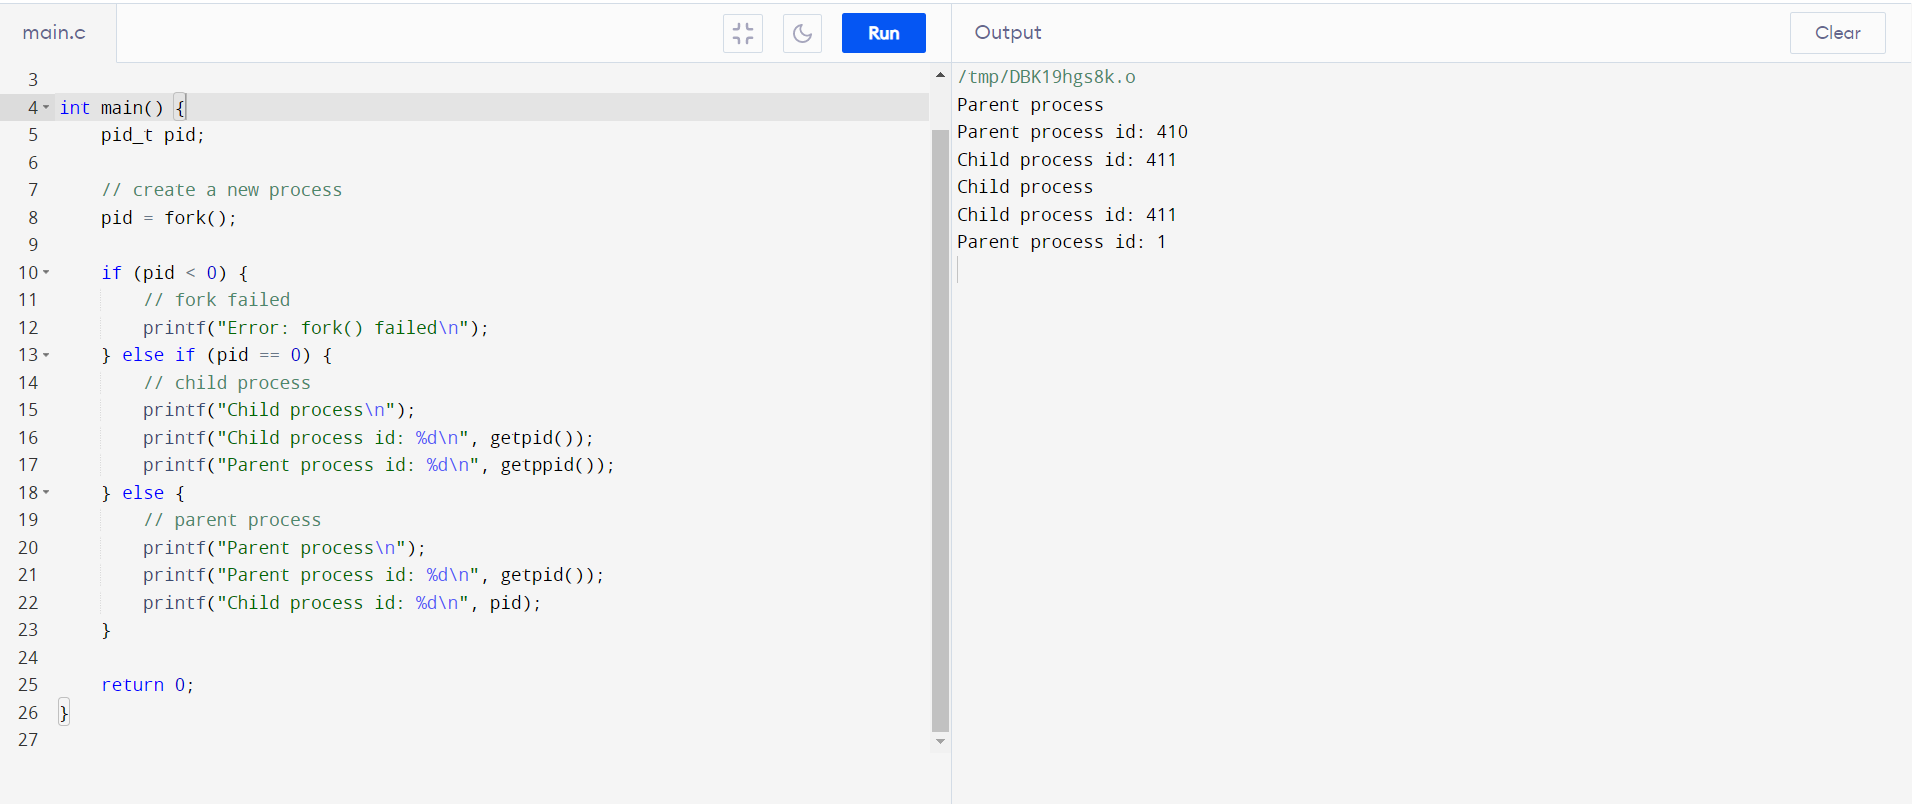 main.c
Run
Output
Clear
3
4 int main() {
5     pid_t pid;
6
7     // create a new process
8     pid = fork();
9
10     if (pid < 0) {
11         // fork failed
12         printf("Error: fork() failed\n");
13     } else if (pid == 0) {
14         // child process
15         printf("Child process\n");
16         printf("Child process id: %d\n", getpid());
17         printf("Parent process id: %d\n", getppid());
18     } else {
19         // parent process
20         printf("Parent process\n");
21         printf("Parent process id: %d\n", getpid());
22         printf("Child process id: %d\n", pid);
23     }
24
25     return 0;
26 }
27
/tmp/DBK19hgs8k.o
Parent process
Parent process id: 410
Child process id: 411
Child process
Child process id: 411
Parent process id: 1